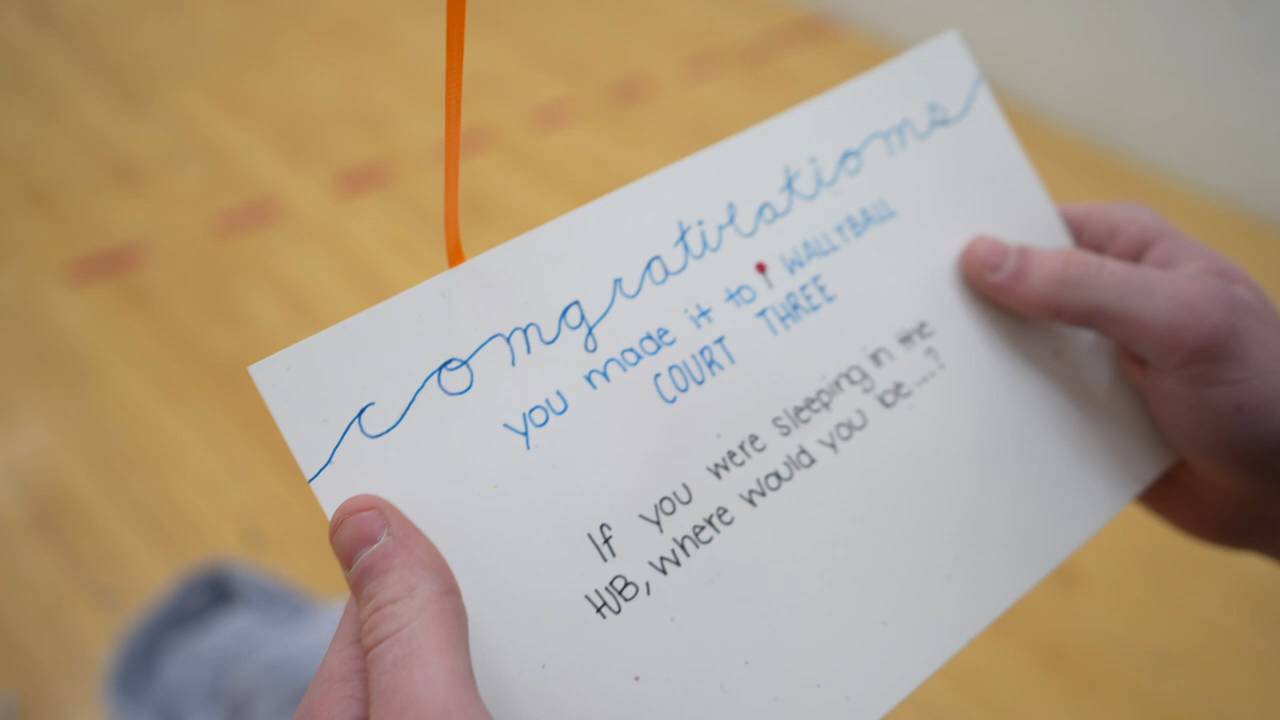 congratulations
you made it to WALLYBALL
COURT THREE
If you were sleeping in the
HUB, where would you be....?